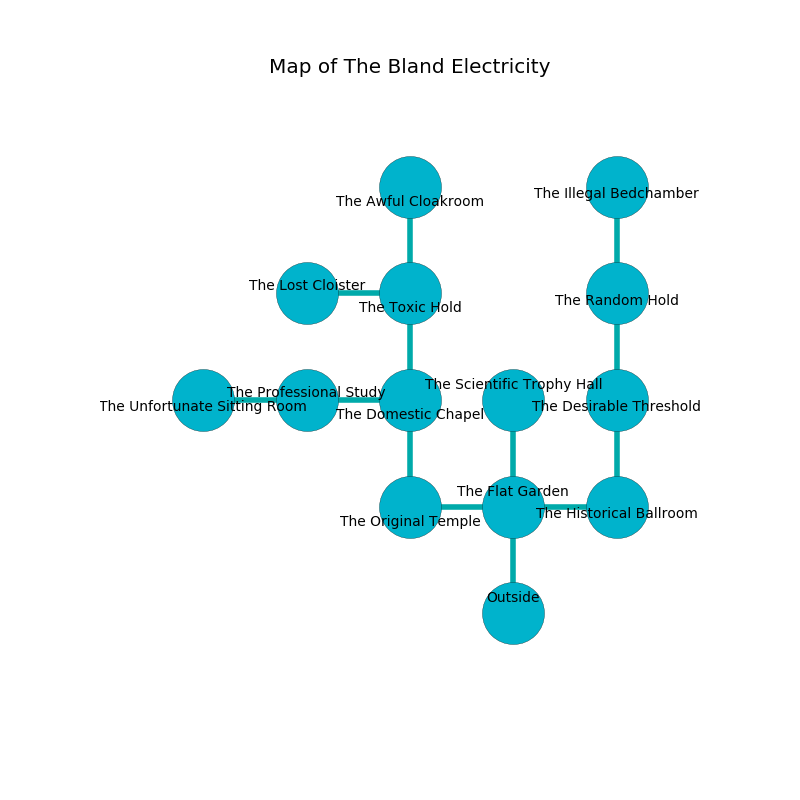 Map of The Bland Electricity
The Awful Cloakroom
The Illegal Bedchamber
The Lost Cloister
The Toxic Hold
The Random Hold
The Scientific Trophy Hall
The Professional Study
The Unfortunate Sitting Room
The Domestic Chapel
The Desirable Threshold
The Flat Garden
The Original Temple
The Historical Ballroom
Outside